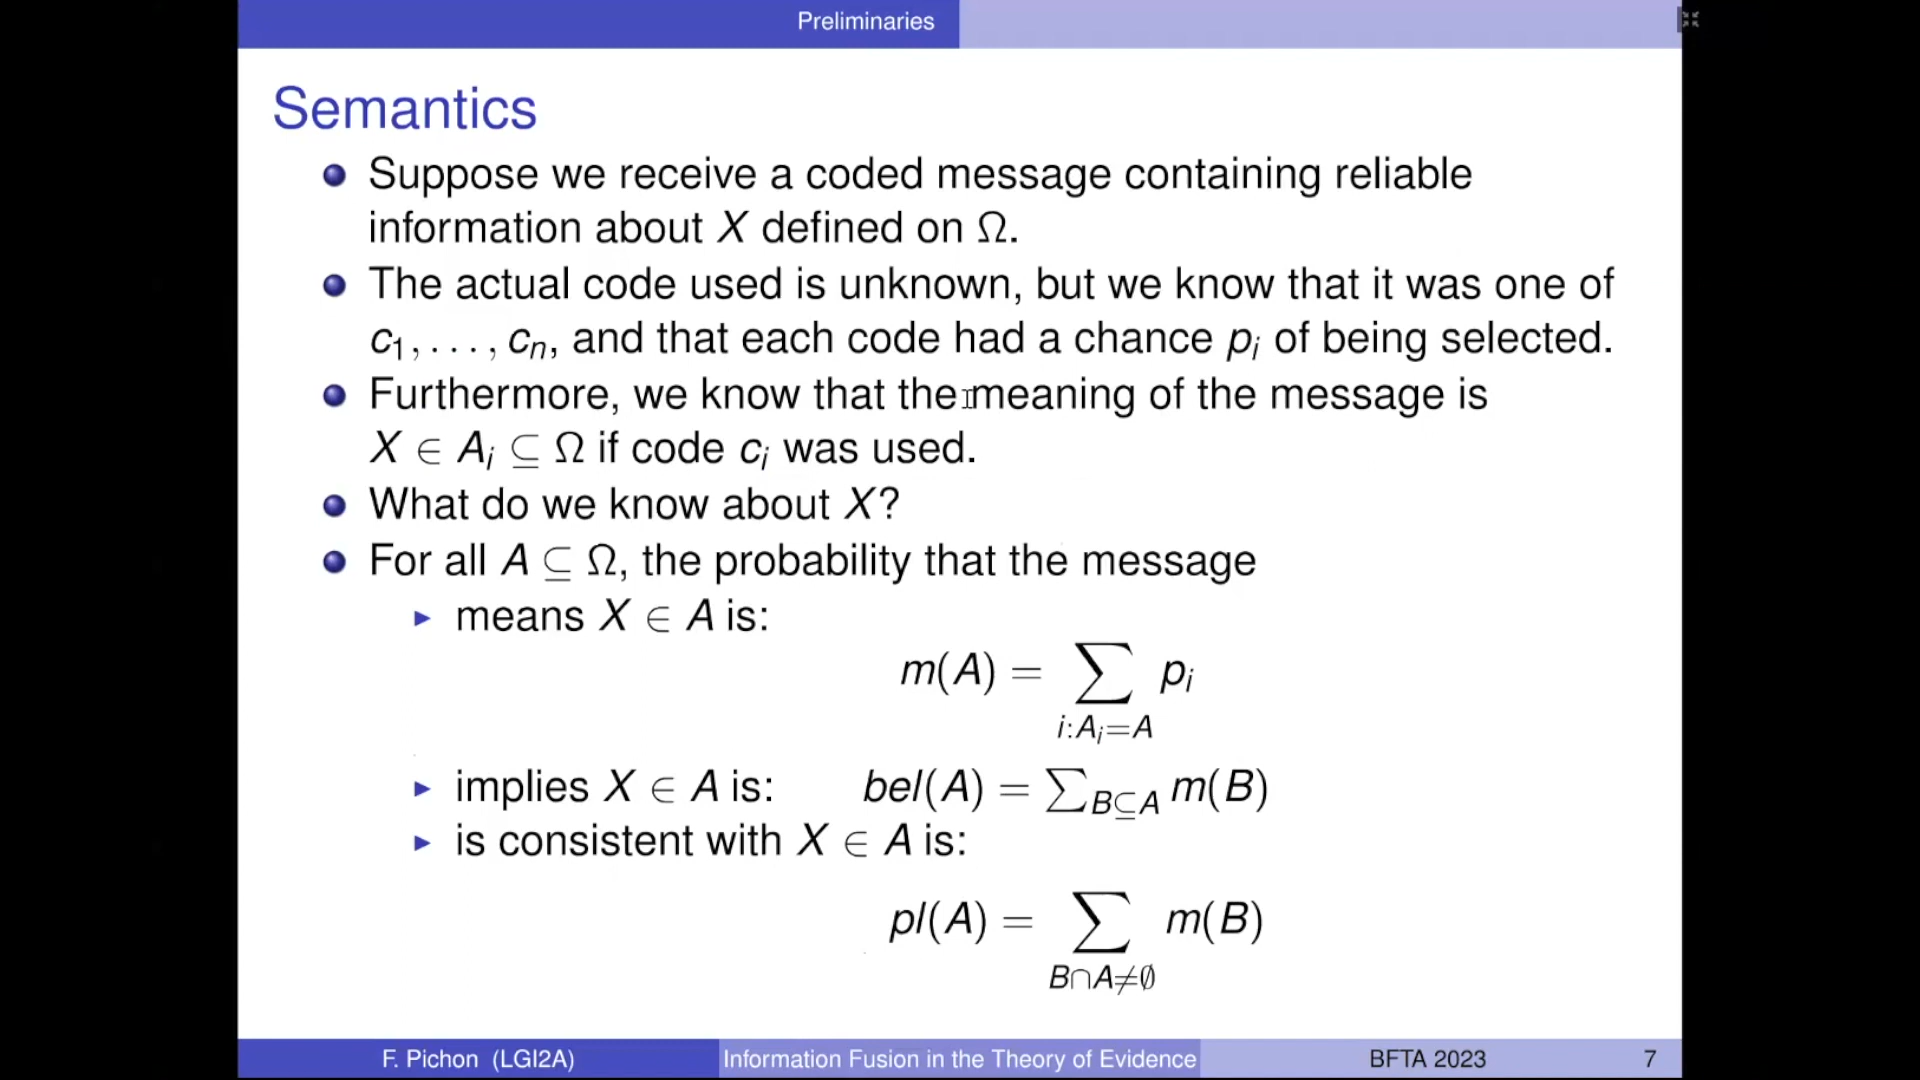 Preliminaries
Semantics
Suppose we receive a coded message containing reliable
information about X defined on Ω.
The actual code used is unknown, but we know that it was one of
c₁, . . . , cₙ, and that each code had a chance pᵢ of being selected.
Furthermore, we know that the meaning of the message is
X ∈ Aᵢ ⊆ Ω if code cᵢ was used.
What do we know about X?
For all A ⊆ Ω, the probability that the message
means X ∈ A is:
m(A) = ∑ pᵢ
i:Aᵢ=A
implies X ∈ A is: bel(A) = ∑B⊆A m(B)
is consistent with X ∈ A is:
pl(A) = ∑ m(B)
B∩A≠∅
F. Pichon (LGI2A) Information Fusion in the Theory of Evidence BFTA 2023 7